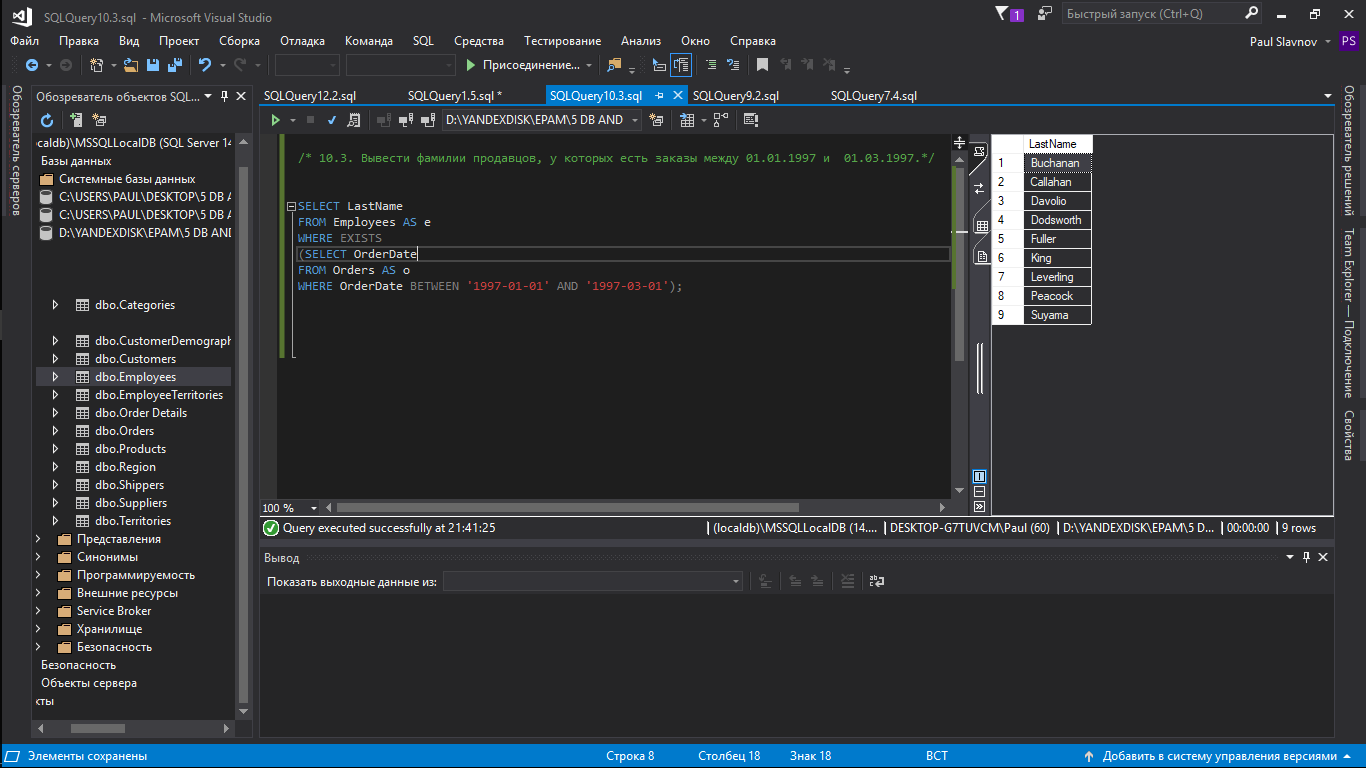 SQLQuery10.3.sql - Microsoft Visual Studio
1
Быстрый запуск (Ctrl+Q)
Файл Правка Вид Проект Сборка Отладка Команда SQL Средства Тестирование Анализ Окно Справка
Paul Slavnov PS
Присоединение...
Обозреватель серверов
Обозреватель объектов SQL...
(caldb)\MSSQLLocalDB (SQL Server 14
Базы данных
Системные базы данных
C:\USERS\PAUL\DESKTOP\5 DB A
C:\USERS\PAUL\DESKTOP\5 DB A
D:\YANDEXDISK\EPAM\5 DB AND
dbo.Categories
dbo.CustomerDemograph
dbo.Customers
dbo.Employees
dbo.EmployeeTerritories
dbo.Order Details
dbo.Orders
dbo.Products
dbo.Region
dbo.Shippers
dbo.Suppliers
dbo.Territories
Представления
Синонимы
Программируемость
Внешние ресурсы
Service Broker
Хранилище
Безопасность
Безопасность
Объекты сервера
кты
SQLQuery12.2.sql SQLQuery1.5.sql * SQLQuery10.3.sql SQLQuery9.2.sql SQLQuery7.4.sql
D:\YANDEXDISK\EPAM\5 DB AND
/* 10.3. Вывести фамилии продавцов, у которых есть заказы между 01.01.1997 и 01.03.1997.*/
SELECT LastName
FROM Employees AS e
WHERE EXISTS
(SELECT OrderDate
FROM Orders AS o
WHERE OrderDate BETWEEN '1997-01-01' AND '1997-03-01');
100 %
LastName
1 Buchanan
2 Callahan
3 Davolio
4 Dodsworth
5 Fuller
6 King
7 Leverling
8 Peacock
9 Suyama
Query executed successfully at 21:41:25
(localdb)\MSSQLLocalDB (14.... DESKTOP-G7TUVCM\Paul (60) D:\YANDEXDISK\EPAM\5 D... 00:00:00 9 rows
Вывод
Показать выходные данные из:
Обозреватель решений
Team Explorer — Подключение
Свойства
Элементы сохранены
Строка 8 Столбец 18 Знак 18 ВСТ
Добавить в систему управления версиями